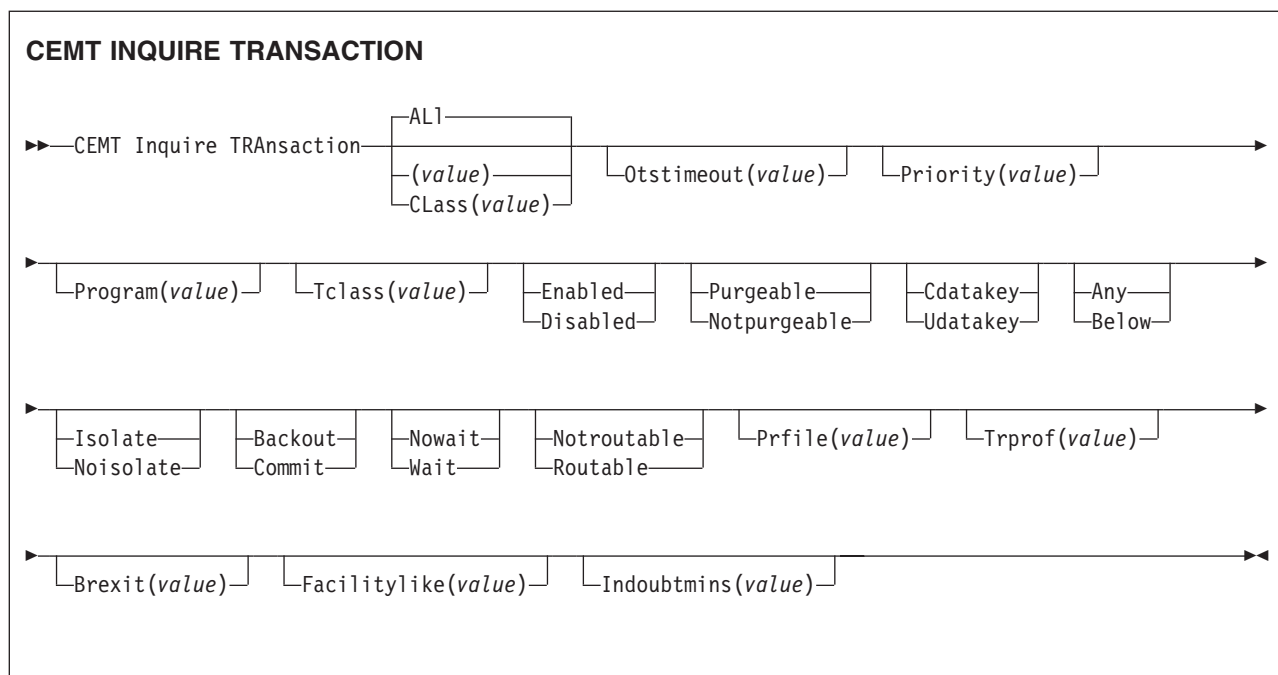 CEMT INQUIRE TRANSACTION
ALl
CEMT Inquire TRAnsaction
(value)
CLass(value)
Otstimeout(value)
Priority(value)
Program(value)
Tclass(value)
Enabled
Disabled
Purgeable
Notpurgeable
Cdatakey
Udatakey
Any
Below
Isolate
Noisolate
Backout
Commit
Nowait
Wait
Notroutable
Routable
Prfile(value)
Trprof(value)
Brexit(value)
Facilitylike(value)
Indoubtmins(value)